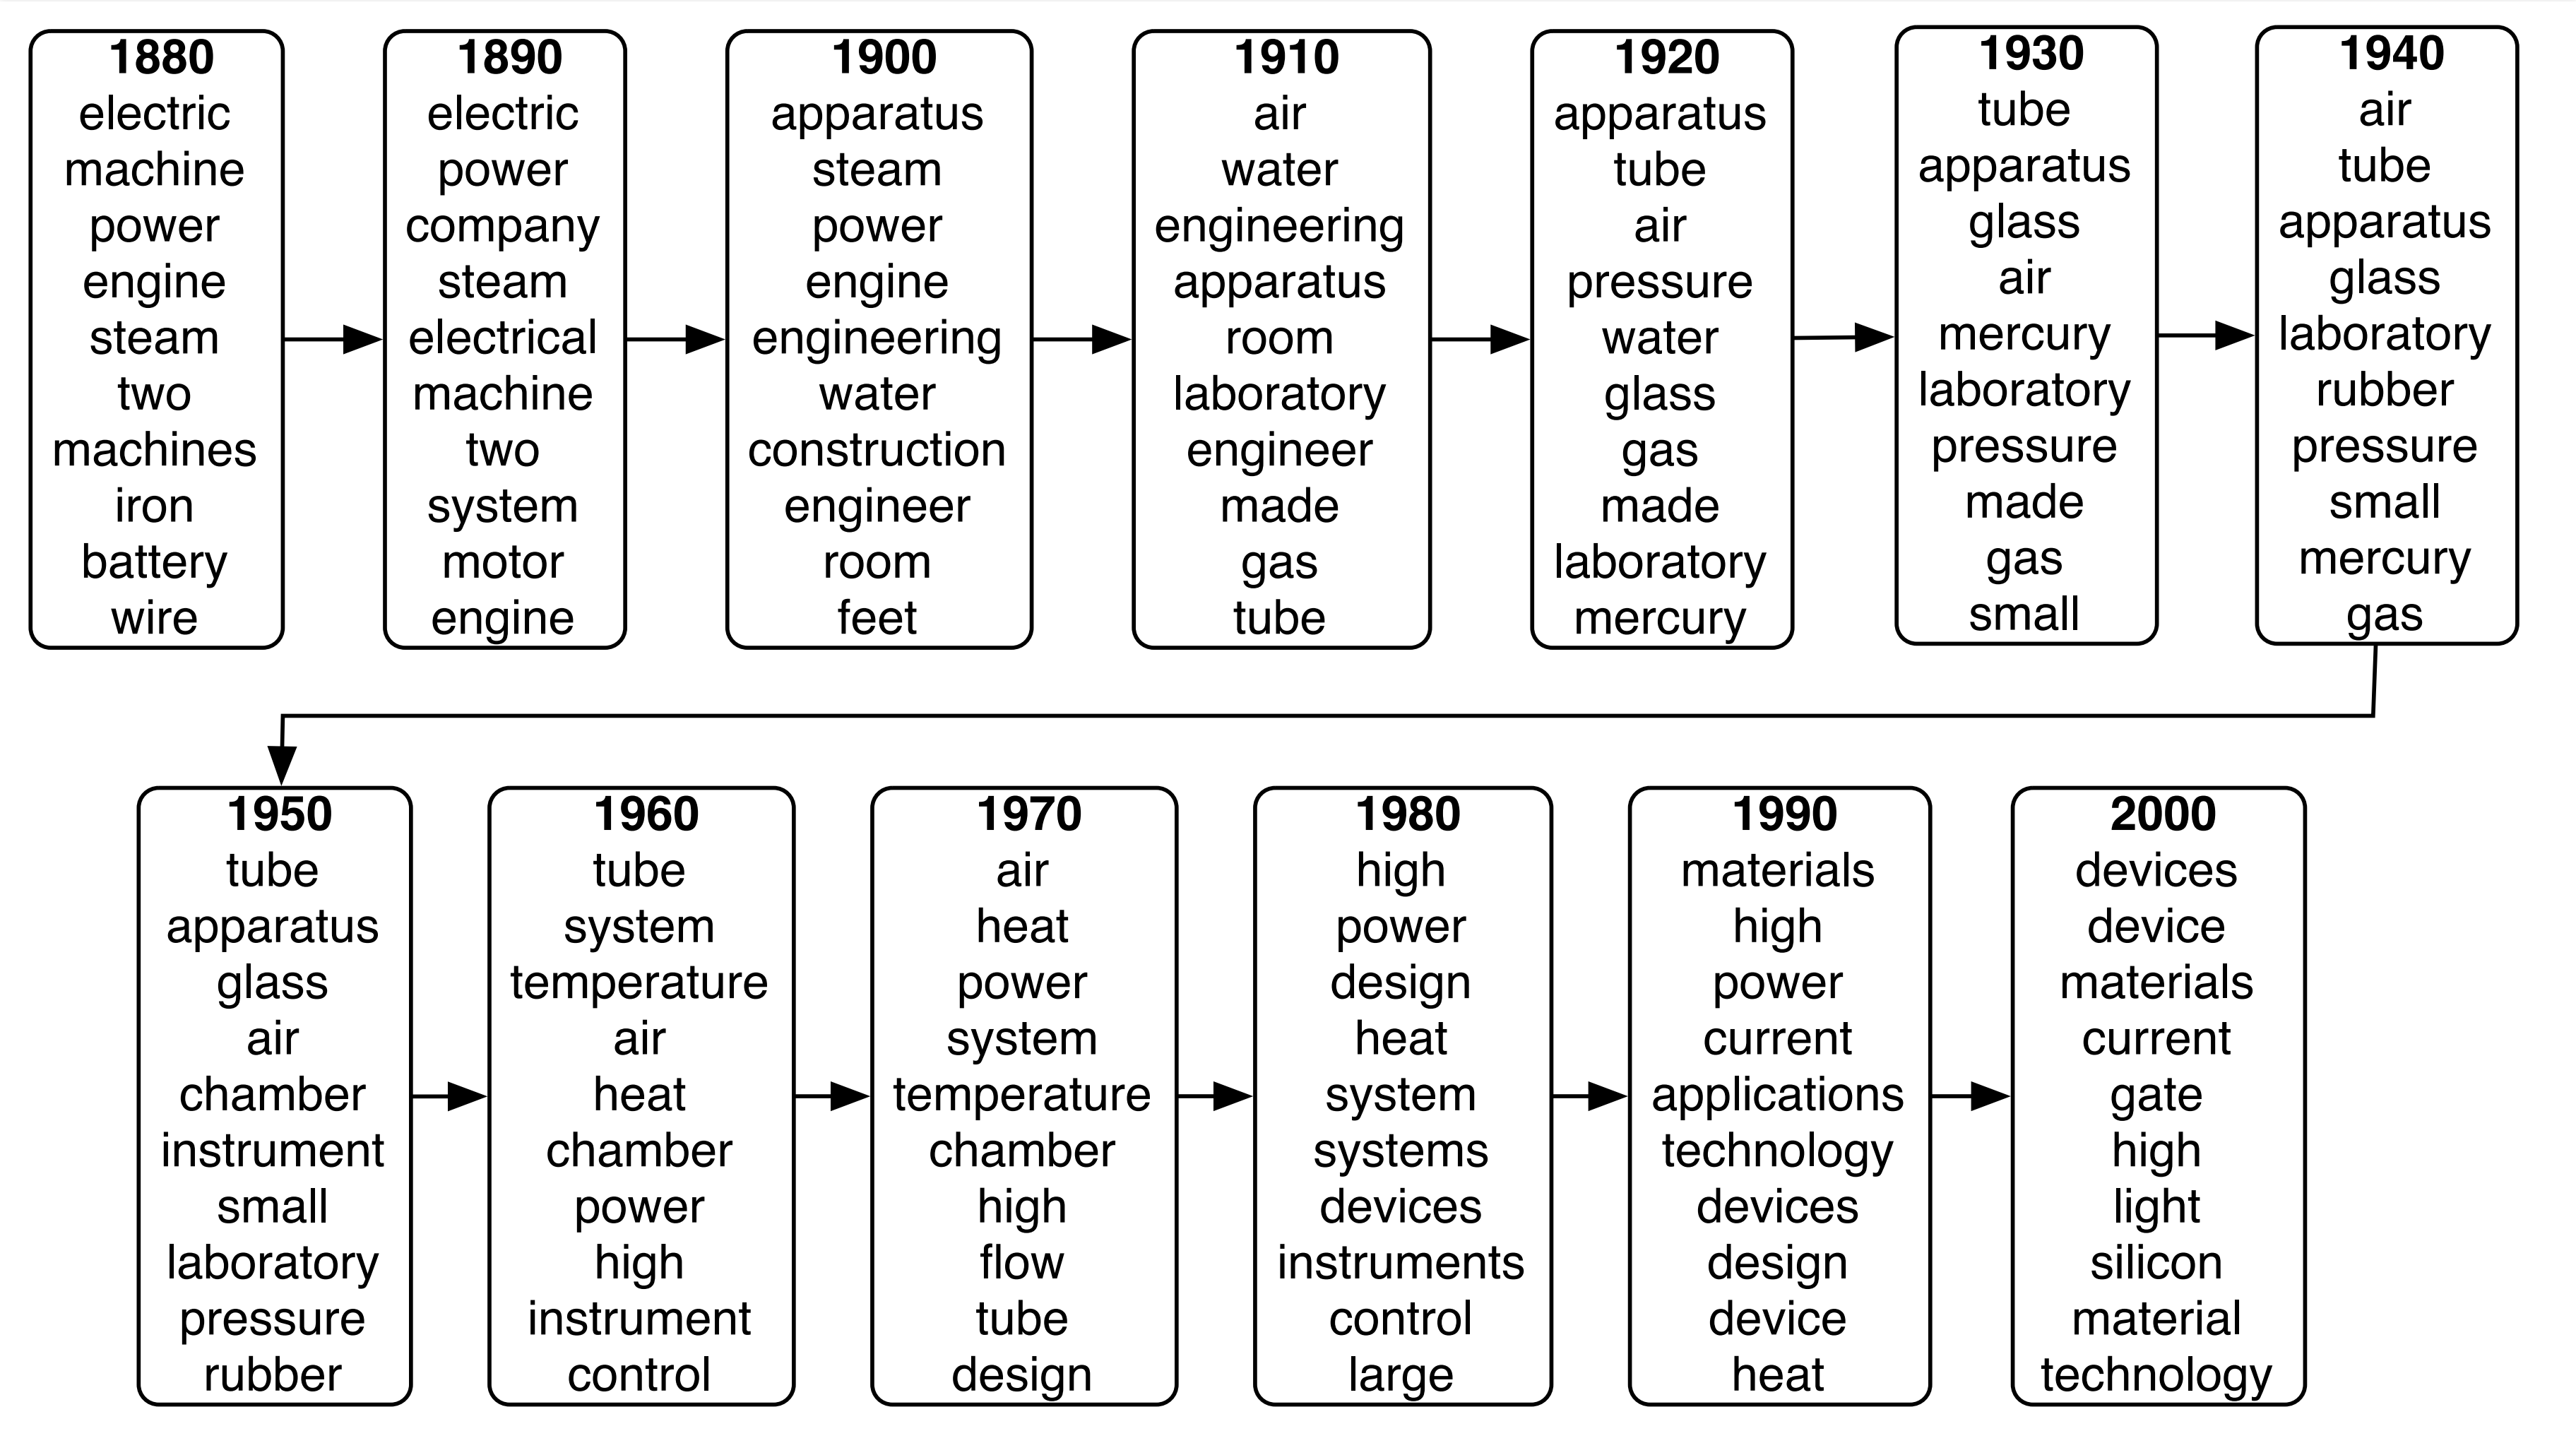 1880
electric
machine
power
engine
steam
two
machines
iron
battery
wire
1890
electric
power
company
steam
electrical
machine
two
system
motor
engine
1900
apparatus
steam
power
engine
engineering
water
construction
engineer
room
feet
1910
air
water
engineering
apparatus
room
laboratory
engineer
made
gas
tube
1920
apparatus
tube
air
pressure
water
glass
gas
made
laboratory
mercury
1930
tube
apparatus
glass
air
mercury
laboratory
pressure
made
gas
small
1940
air
tube
apparatus
glass
laboratory
rubber
pressure
small
mercury
gas
1950
tube
apparatus
glass
air
chamber
instrument
small
laboratory
pressure
rubber
1960
tube
system
temperature
air
heat
chamber
power
high
instrument
control
1970
air
heat
power
system
temperature
chamber
high
flow
tube
design
1980
high
power
design
heat
system
systems
devices
instruments
control
large
1990
materials
high
power
current
applications
technology
devices
design
device
heat
2000
devices
device
materials
current
gate
high
light
silicon
material
technology